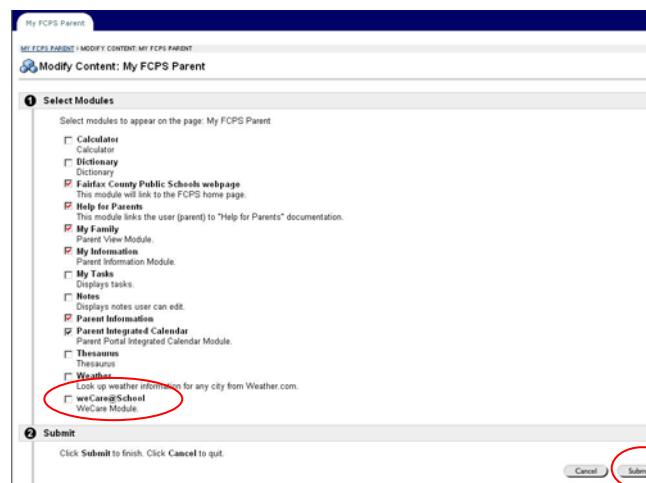 My FCPS Parent
MY FCPS PARENT > MODIFY CONTENT: MY FCPS PARENT
Modify Content: My FCPS Parent
1 Select Modules
Select modules to appear on the page: My FCPS Parent
Calculator
Calculator
Dictionary
Dictionary
Fairfax County Public Schools webpage
This module will link to the FCPS home page.
Help for Parents
This module links the user (parent) to "Help for Parents" documentation.
My Family
Parent View Module.
My Information
Parent Information Module.
My Tasks
Displays tasks.
Notes
Displays notes user can edit.
Parent Information
Parent Integrated Calendar
Parent Portal Integrated Calendar Module.
Thesaurus
Thesaurus
Weather
Look up weather information for any city from Weather.com.
weCare@School
WeCare Module.
2 Submit
Click Submit to finish. Click Cancel to quit.
Cancel Subm